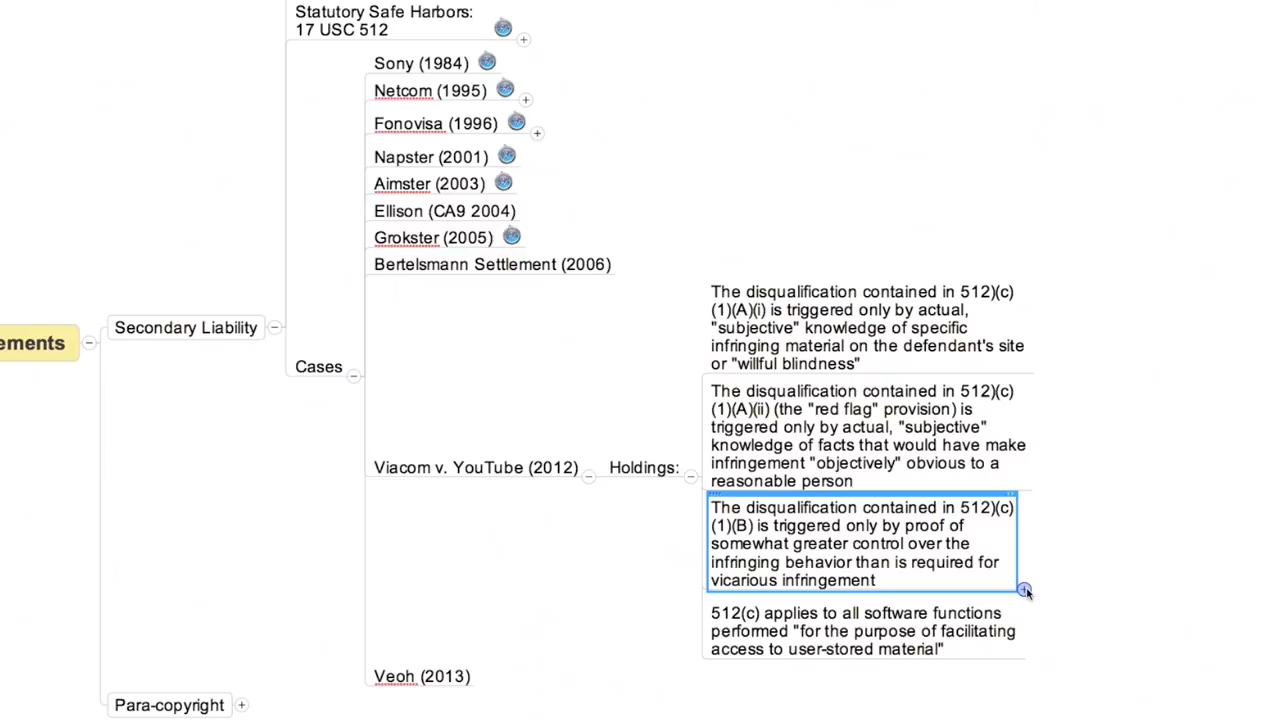 Statutory Safe Harbors:
17 USC 512
Sony (1984)
Netcom (1995)
Fonovisa (1996)
Napster (2001)
Aimster (2003)
Ellison (CA9 2004)
Grokster (2005)
Bertelsmann Settlement (2006)
The disqualification contained in 512)(c)
(1)(A)(i) is triggered only by actual,
"subjective" knowledge of specific
infringing material on the defendant's site
or "willful blindness"
ements
Secondary Liability
Cases
The disqualification contained in 512)(c)
(1)(A)(ii) (the "red flag" provision) is
triggered only by actual, "subjective"
knowledge of facts that would have make
infringement "objectively" obvious to a
reasonable person
Viacom v. YouTube (2012)
Holdings:
The disqualification contained in 512)(c)
(1)(B) is triggered only by proof of
somewhat greater control over the
infringing behavior than is required for
vicarious infringement
512(c) applies to all software functions
performed "for the purpose of facilitating
access to user-stored material"
Veoh (2013)
Para-copyright